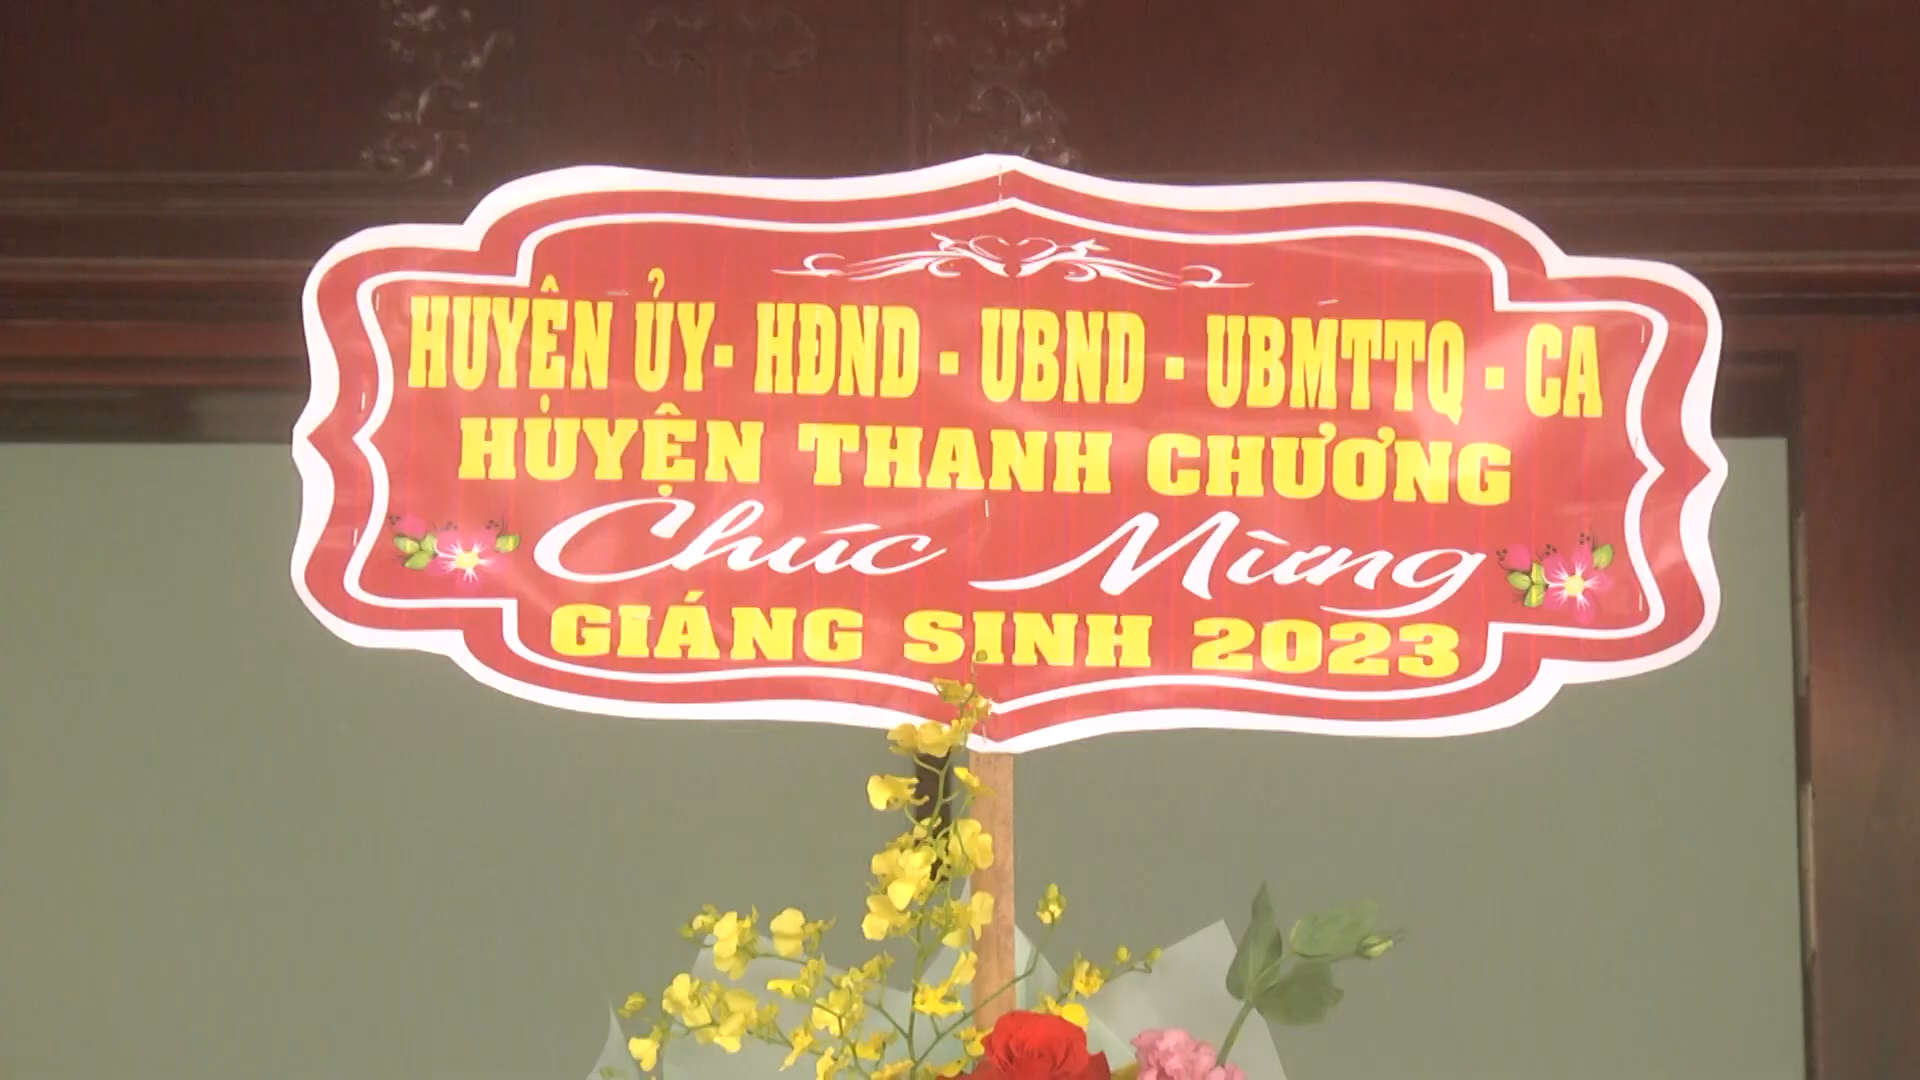 HUYỆN ỦY- HĐND - UBND - UBMTTQ - CA
HUYỆN THANH CHƯƠNG
Chúc Mừng
GIÁNG SINH 2023